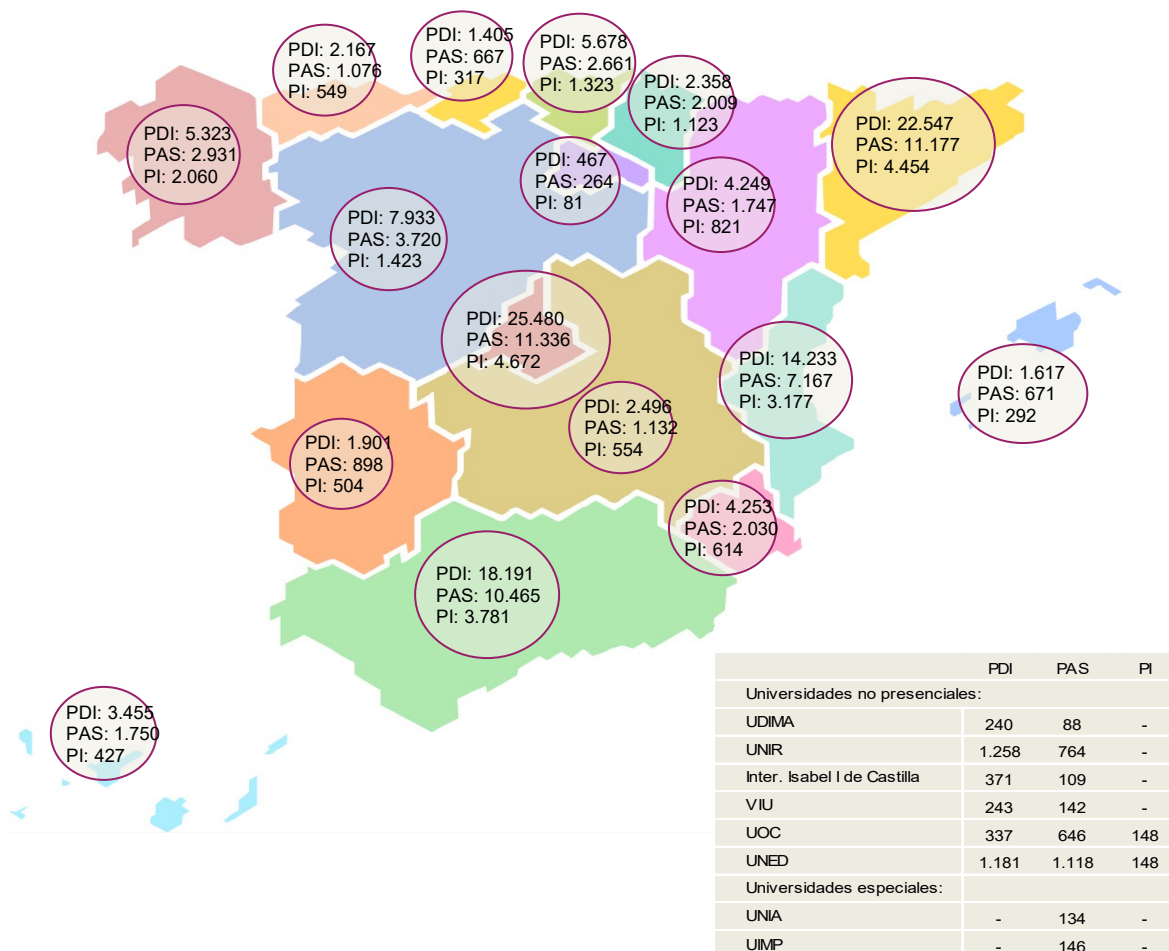 PDI: 2.167
PAS: 1.076
PI: 549
PDI: 1.405
PAS: 667
PI: 317
PDI: 5.678
PAS: 2.661
PI: 1.323
PDI: 2.358
PAS: 2.009
PI: 1.123
PDI: 5.323
PAS: 2.931
PI: 2.060
PDI: 22.547
PAS: 11.177
PI: 4.454
PDI: 467
PAS: 264
PI: 81
PDI: 4.249
PAS: 1.747
PI: 821
PDI: 7.933
PAS: 3.720
PI: 1.423
PDI: 25.480
PAS: 11.336
PI: 4.672
PDI: 14.233
PAS: 7.167
PI: 3.177
PDI: 1.617
PAS: 671
PI: 292
PDI: 2.496
PAS: 1.132
PI: 554
PDI: 1.901
PAS: 898
PI: 504
PDI: 4.253
PAS: 2.030
PI: 614
PDI: 18.191
PAS: 10.465
PI: 3.781
PDI: 3.455
PAS: 1.750
PI: 427
PDI PAS PI
Universidades no presenciales:
UDIMA 240 88 -
UNIR 1.258 764 -
Inter. Isabel I de Castilla 371 109 -
VIU 243 142 -
UOC 337 646 148
UNED 1.181 1.118 148
Universidades especiales:
UNIA - 134 -
UIMP - 146 -